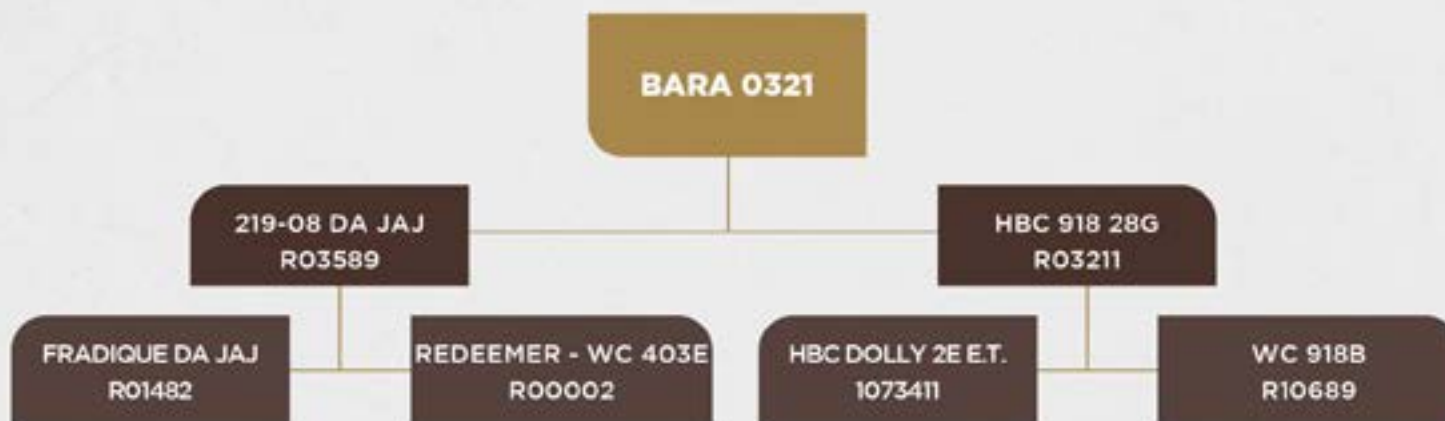 BARA 0321
219-08 DA JAJ
R03589
HBC 918 28G
R03211
FRADIQUE DA JAJ
R01482
REDEEMER - WC 403E
R00002
HBC DOLLY 2E E.T.
1073411
WC 918B
R10689